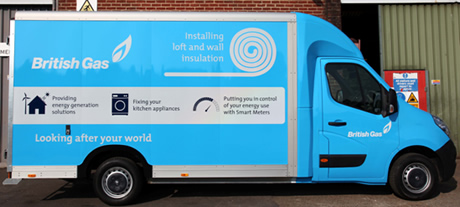 British Gas
Installing
loft and wall
insulation
Providing
energy generation
solutions
Fixing your
kitchen appliances
Putting you in control
of your energy use
with Smart Meters
Looking after your world
British Gas